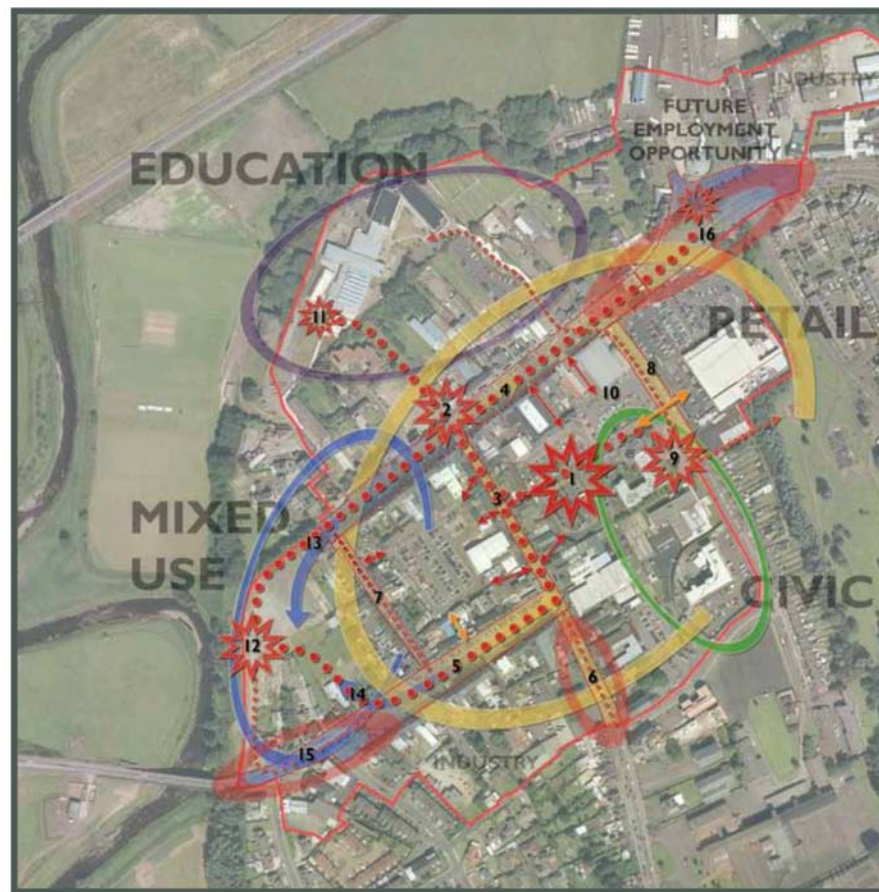 INDUSTRY
FUTURE
EMPLOYMENT
OPPORTUNITY
EDUCATION
16
11
RETAIL
8
4
10
2
9
1
3
MIXED
USE
13
7
CIVIC
12
5
6
14
15
INDUSTRY